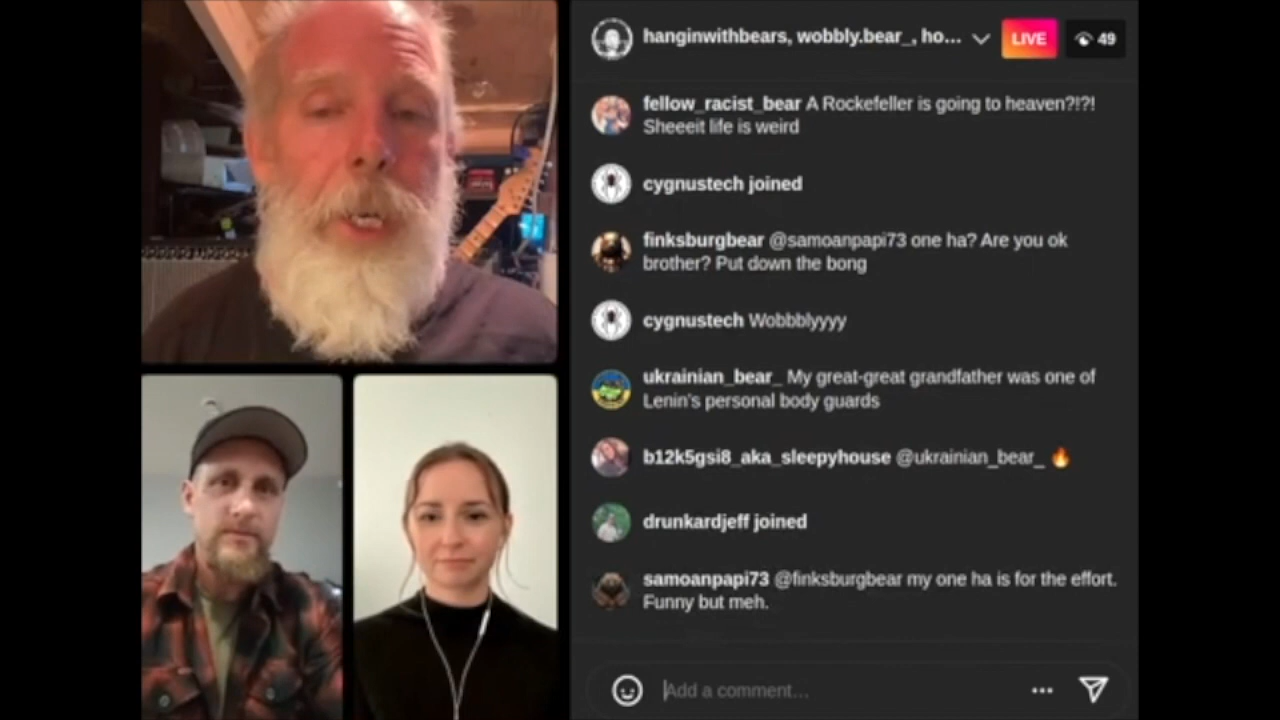 hanginwithbears, wobbly.bear_, ho...
LIVE
49
fellow_racist_bear A Rockefeller is going to heaven?!?!
Sheeeit life is weird
cygnustech joined
finksburgbear @samoanpapi73 one ha? Are you ok
brother? Put down the bong
cygnustech Wobbblyyyy
ukrainian_bear_ My great-great grandfather was one of
Lenin's personal body guards
b12k5gsi8_aka_sleepyhouse @ukrainian_bear_ 🔥
drunkardjeff joined
samoanpapi73 @finksburgbear my one ha is for the effort.
Funny but meh.
Add a comment...